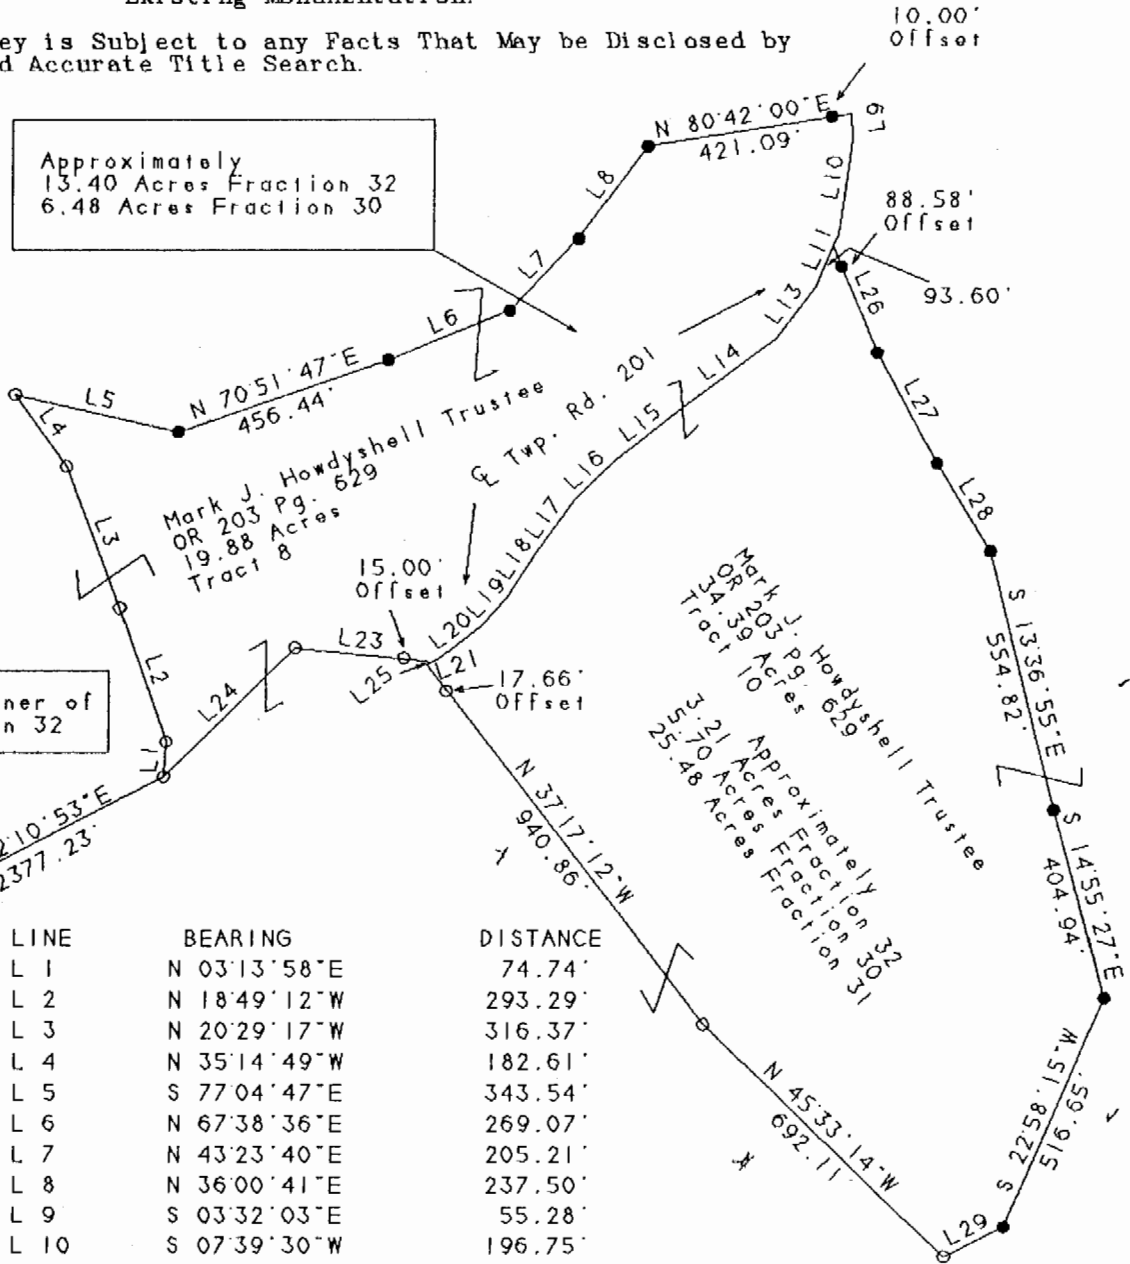 Existing Monumentation.
ey is Subject to any Facts That May be Disclosed by
d Accurate Title Search.
10.00'
Offset
Approximately
13.40 Acres Fraction 32
6.48 Acres Fraction 30
N 80°42'00"E
421.09'
L9
L10
L8
88.58'
Offset
L11
L7
L26
93.60'
L13
L6
L14
N 70°51'47"E
456.44'
L5
L4
L27
L15
℄ Twp. Rd. 201
L16
Mark J. Howdyshell Trustee
OR 203 Pg. 629
19.88 Acres
Tract 8
L28
L3
L17
L18
15.00'
Offset
L19
L20
L23
L21
L25
17.66'
Offset
L2
L24
Mark J. Howdyshell Trustee
OR 203 Pg. 629
34.39 Acres
Tract 10
S 13°36'55"E
554.82'
ner of
n 32
L1
Approximately
3.21 Acres Fraction 32
5.70 Acres Fraction 30
25.48 Acres Fraction 31
N 37°17'12"W
940.86'
2°10'53"E
2377.23'
S 14°55'27"E
404.94'
S 22°58'15"W
516.65'
N 45°33'14"W
692.11'
L29
LINE BEARING DISTANCE
L 1 N 03°13'58"E 74.74'
L 2 N 18°49'12"W 293.29'
L 3 N 20°29'17"W 316.37'
L 4 N 35°14'49"W 182.61'
L 5 S 77°04'47"E 343.54'
L 6 N 67°38'36"E 269.07'
L 7 N 43°23'40"E 205.21'
L 8 N 36°00'41"E 237.50'
L 9 S 03°32'03"E 55.28'
L 10 S 07°39'30"W 196.75'